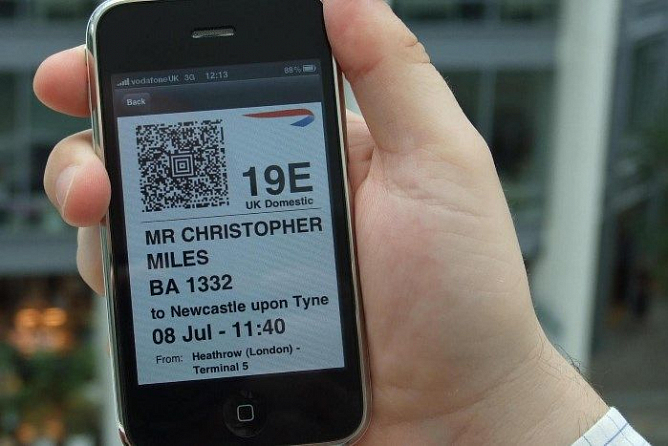 vodafone UK 3G 12:13 88%
Back
19E
UK Domestic
MR CHRISTOPHER
MILES
BA 1332
to Newcastle upon Tyne
08 Jul - 11:40
From: Heathrow (London) -
Terminal 5